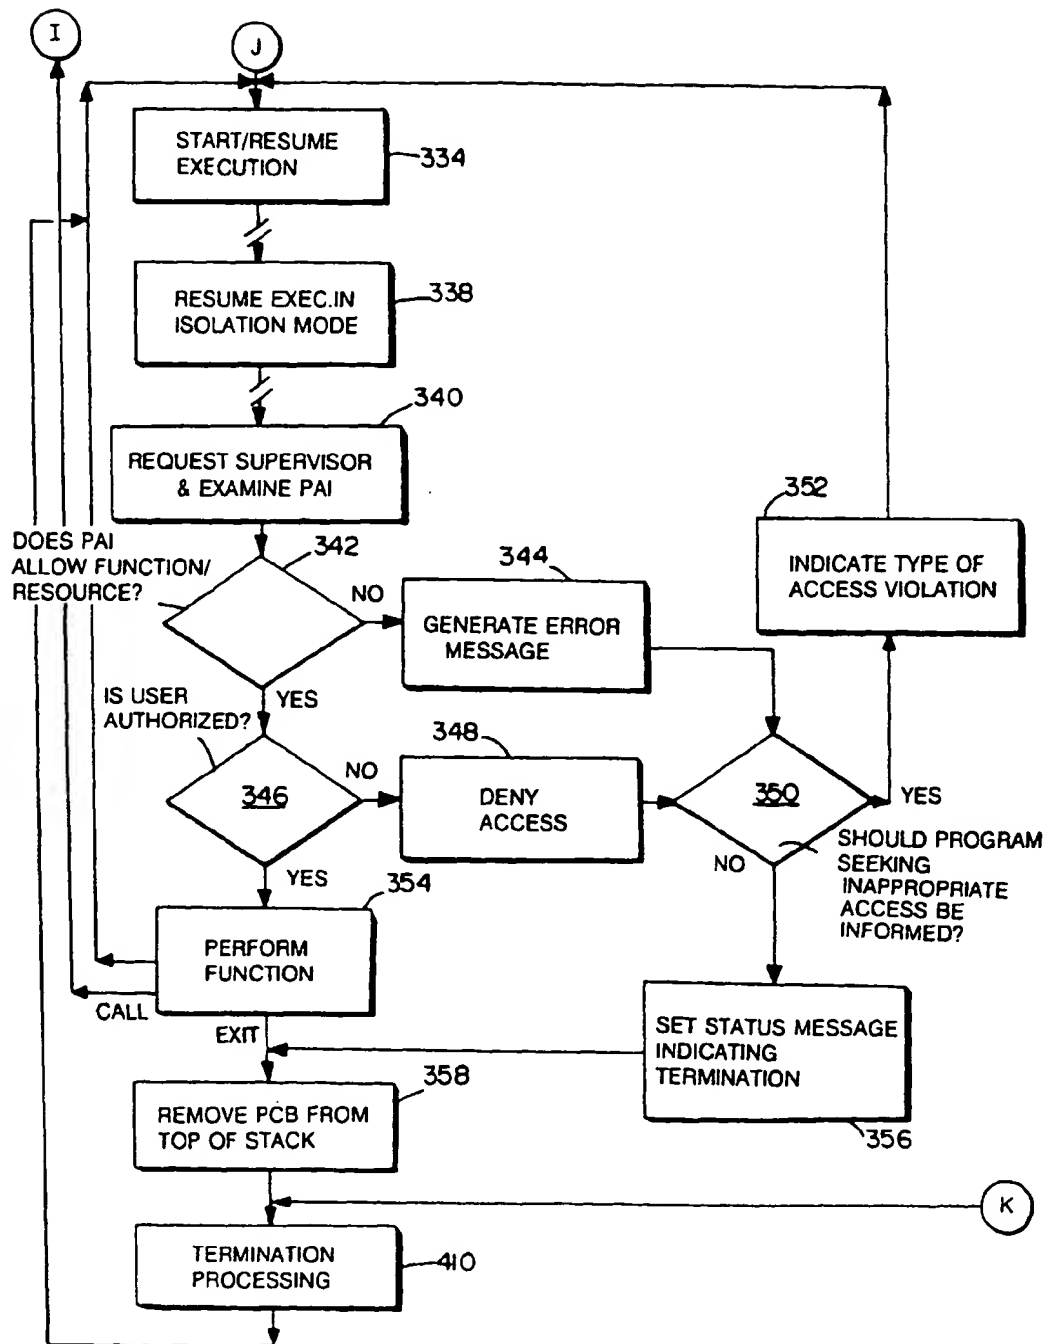 I
J
START/RESUME
EXECUTION
334
RESUME EXEC.IN
ISOLATION MODE
338
340
REQUEST SUPERVISOR
& EXAMINE PAI
352
INDICATE TYPE OF
ACCESS VIOLATION
DOES PAI
ALLOW FUNCTION/
RESOURCE?
342
NO
344
GENERATE ERROR
MESSAGE
YES
IS USER
AUTHORIZED?
346
NO
348
DENY
ACCESS
350
YES
NO
SHOULD PROGRAM
SEEKING
INAPPROPRIATE
ACCESS BE
INFORMED?
YES
354
PERFORM
FUNCTION
CALL
EXIT
SET STATUS MESSAGE
INDICATING
TERMINATION
356
358
REMOVE PCB FROM
TOP OF STACK
K
TERMINATION
PROCESSING
410